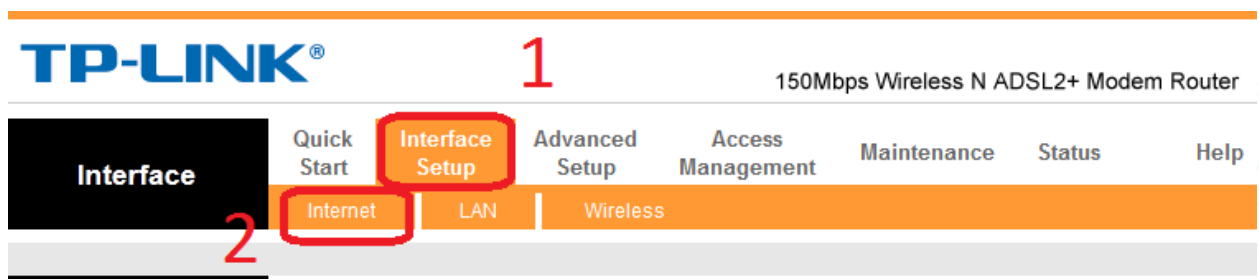 TP-LINK®
1
150Mbps Wireless N ADSL2+ Modem Router
Interface
Quick Start
Interface Setup
Advanced Setup
Access Management
Maintenance
Status
Help
2
Internet
LAN
Wireless